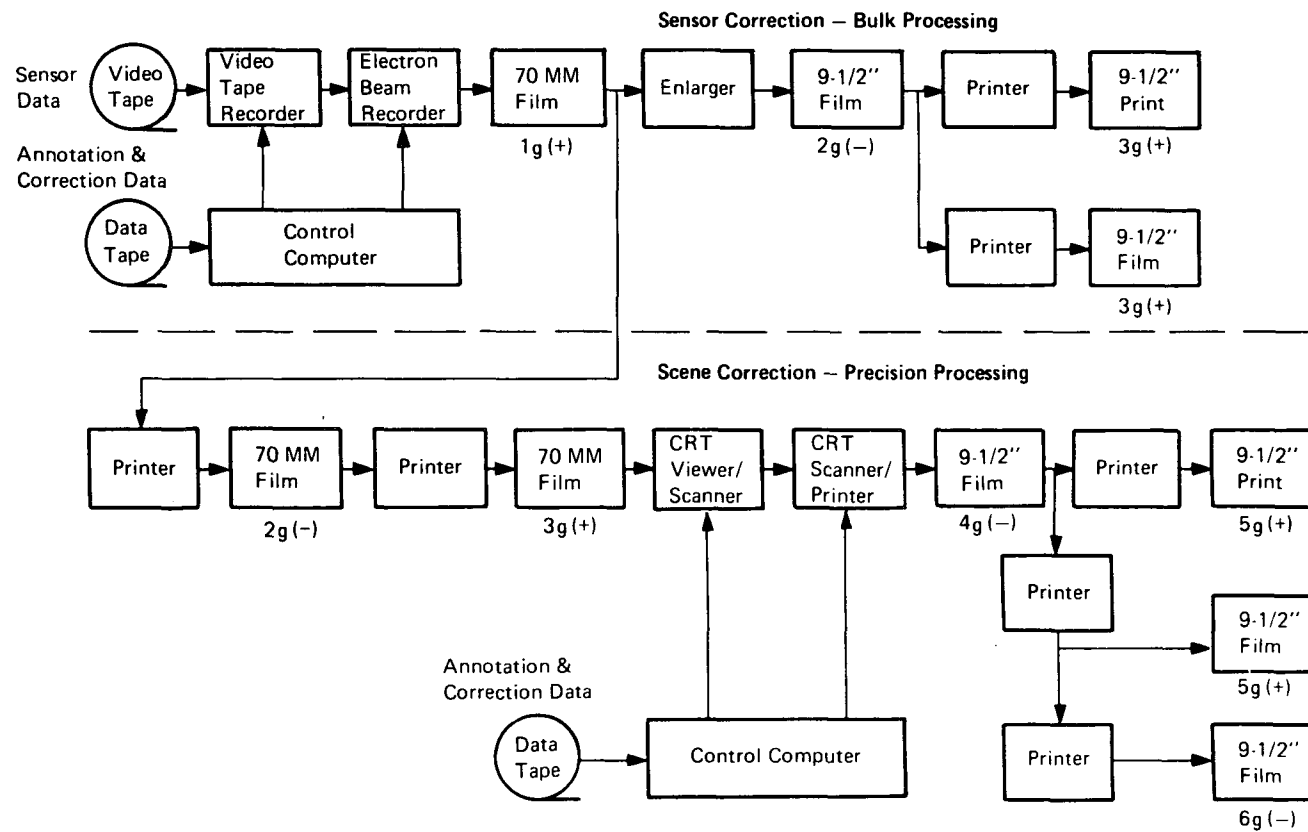 Sensor Correction — Bulk Processing
Sensor
Data
Video
Tape
Video
Tape
Recorder
Electron
Beam
Recorder
70 MM
Film
1g (+)
Enlarger
9-1/2''
Film
2g (−)
Printer
9-1/2''
Print
3g (+)
Annotation &
Correction Data
Data
Tape
Control
Computer
Printer
9-1/2''
Film
3g (+)
Scene Correction — Precision Processing
Printer
70 MM
Film
2g (−)
Printer
70 MM
Film
3g (+)
CRT
Viewer/
Scanner
CRT
Scanner/
Printer
9-1/2''
Film
4g (−)
Printer
9-1/2''
Print
5g (+)
Printer
9-1/2''
Film
5g (+)
Annotation &
Correction Data
Data
Tape
Control Computer
Printer
9-1/2''
Film
6g (−)